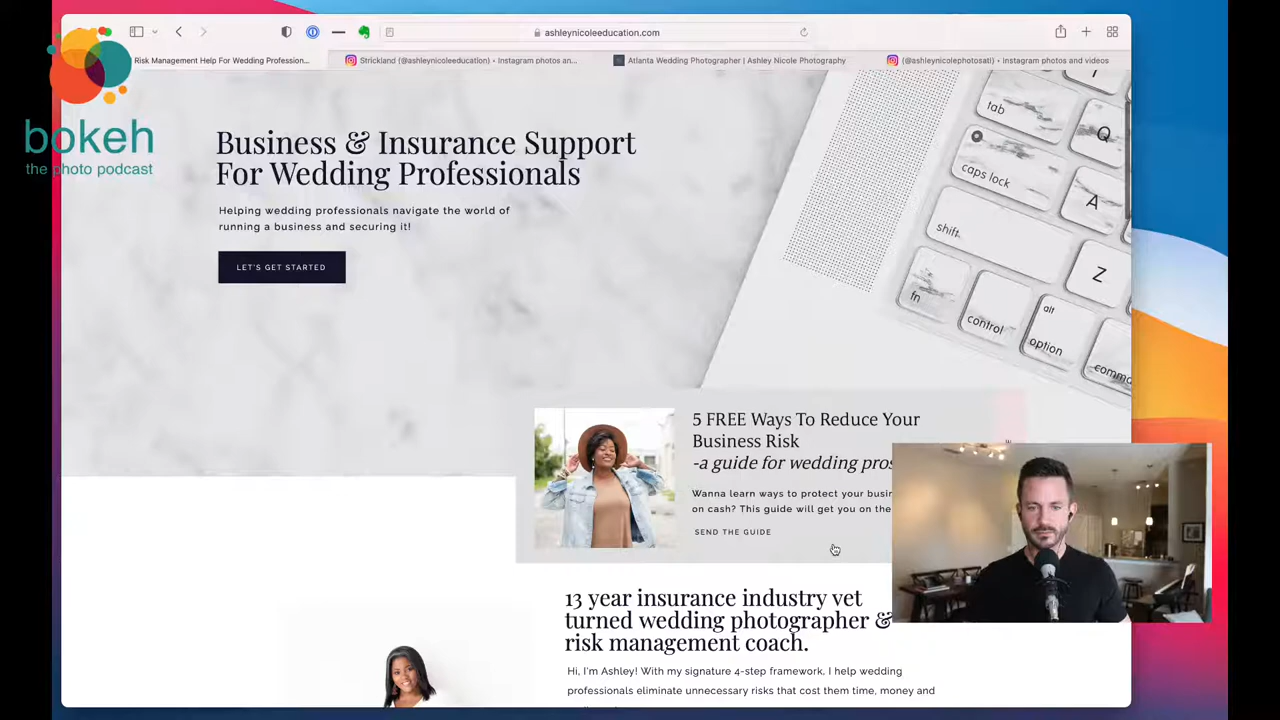 bokeh
the photo podcast
ashleynicoleeducation.com
Risk Management Help For Wedding Profession...
Strickland (@ashleynicoleeducation) • Instagram photos an...
Atlanta Wedding Photographer | Ashley Nicole Photography
(@ashleynicolephotosatl) • Instagram photos and videos
Business & Insurance Support
For Wedding Professionals
Helping wedding professionals navigate the world of
running a business and securing it!
LET'S GET STARTED
tab
Q
caps lock
A
shift
Z
fn
control
alt
option
comma
5 FREE Ways To Reduce Your
Business Risk
-a guide for wedding pros
Wanna learn ways to protect your busin
on cash? This guide will get you on the
SEND THE GUIDE
13 year insurance industry vet
turned wedding photographer &
risk management coach.
Hi, I'm Ashley! With my signature 4-step framework, I help wedding
professionals eliminate unnecessary risks that cost them time, money and